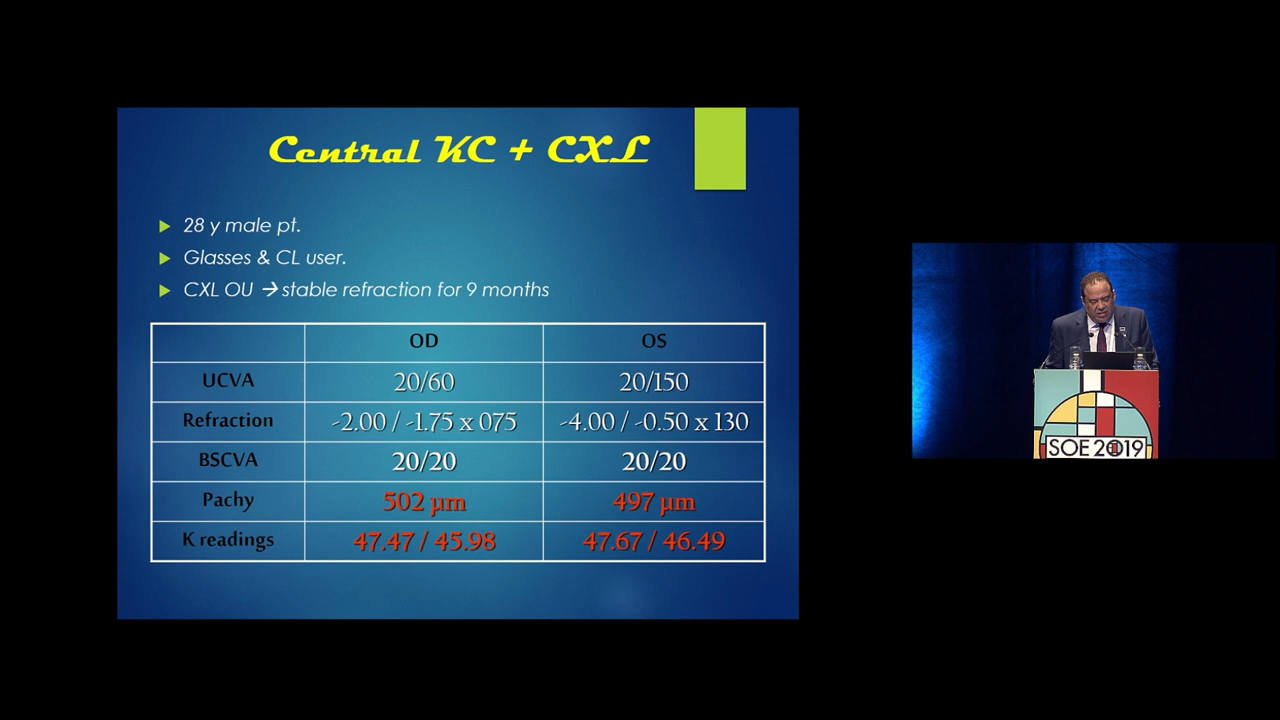 Central KC + CXL
28 y male pt.
Glasses & CL user.
CXL OU → stable refraction for 9 months
OD OS
UCVA 20/60 20/150
Refraction -2.00 / -1.75 x 075 -4.00 / -0.50 x 130
BSCVA 20/20 20/20
Pachy 502 µm 497 µm
K readings 47.47 / 45.98 47.67 / 46.49
SOE 2019